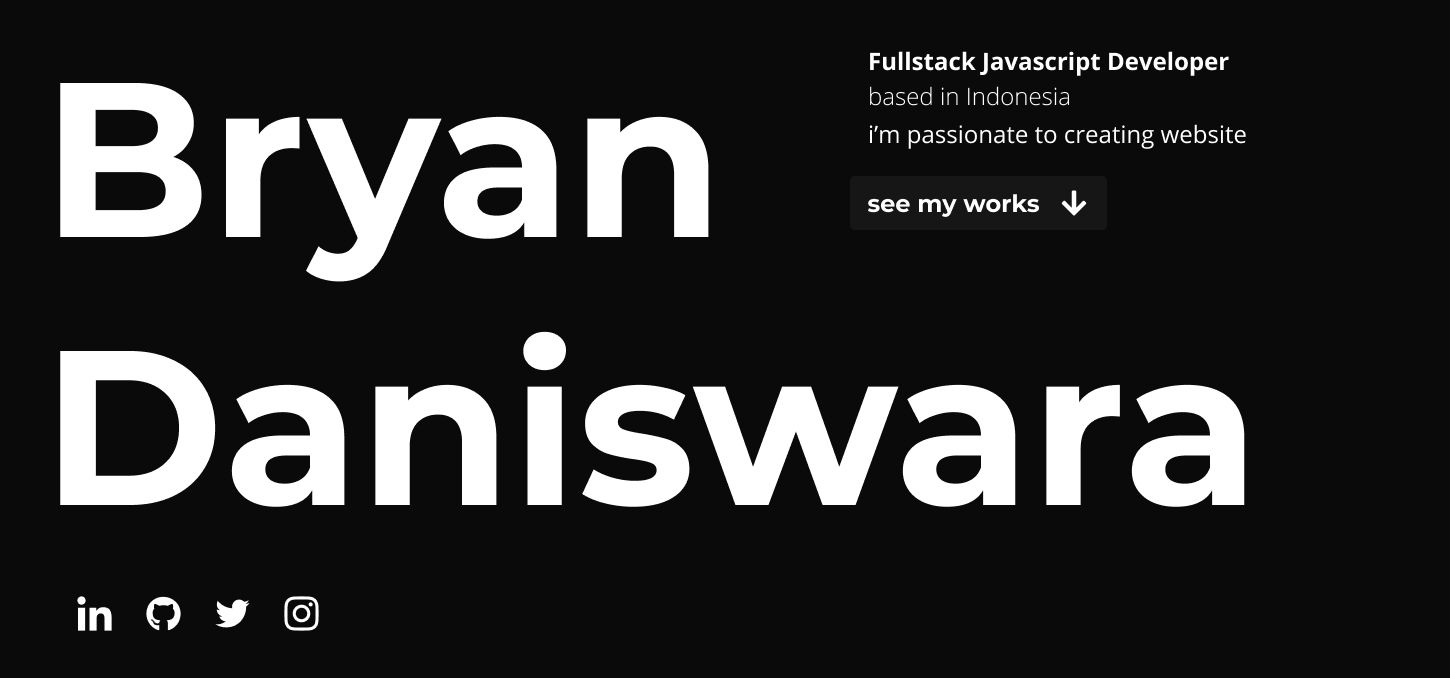 Bryan
Daniswara
Fullstack Javascript Developer
based in Indonesia
i’m passionate to creating website
see my works
in